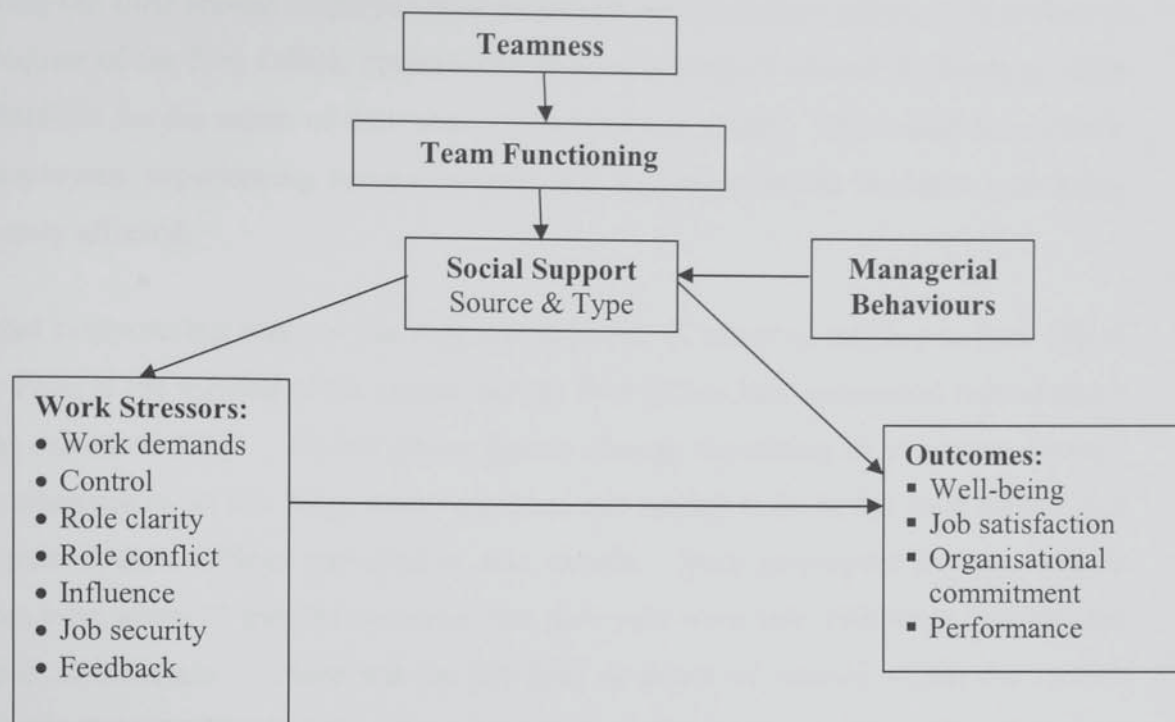 Teamness
Team Functioning
Social Support
Source & Type
Managerial
Behaviours
Work Stressors:
• Work demands
• Control
• Role clarity
• Role conflict
• Influence
• Job security
• Feedback
Outcomes:
▪ Well-being
▪ Job satisfaction
▪ Organisational
commitment
▪ Performance